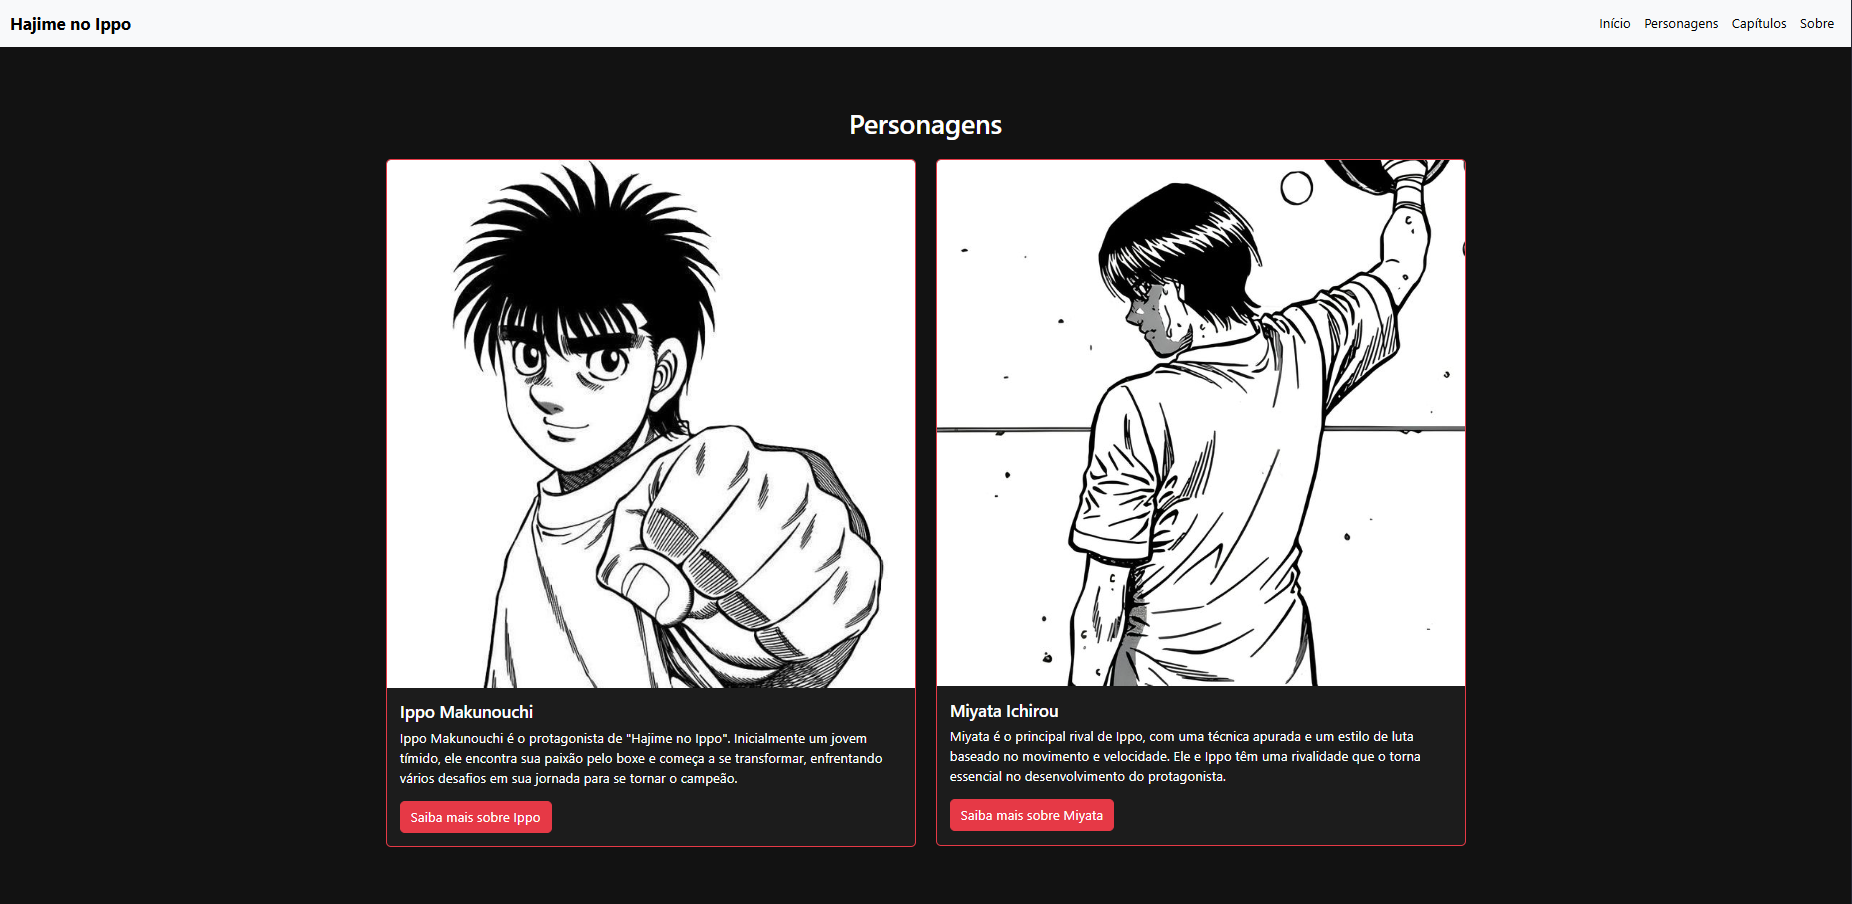 Hajime no Ippo
Início Personagens Capítulos Sobre
Personagens
Ippo Makunouchi
Ippo Makunouchi é o protagonista de "Hajime no Ippo". Inicialmente um jovem
tímido, ele encontra sua paixão pelo boxe e começa a se transformar, enfrentando
vários desafios em sua jornada para se tornar o campeão.
Saiba mais sobre Ippo
Miyata Ichirou
Miyata é o principal rival de Ippo, com uma técnica apurada e um estilo de luta
baseado no movimento e velocidade. Ele e Ippo têm uma rivalidade que o torna
essencial no desenvolvimento do protagonista.
Saiba mais sobre Miyata